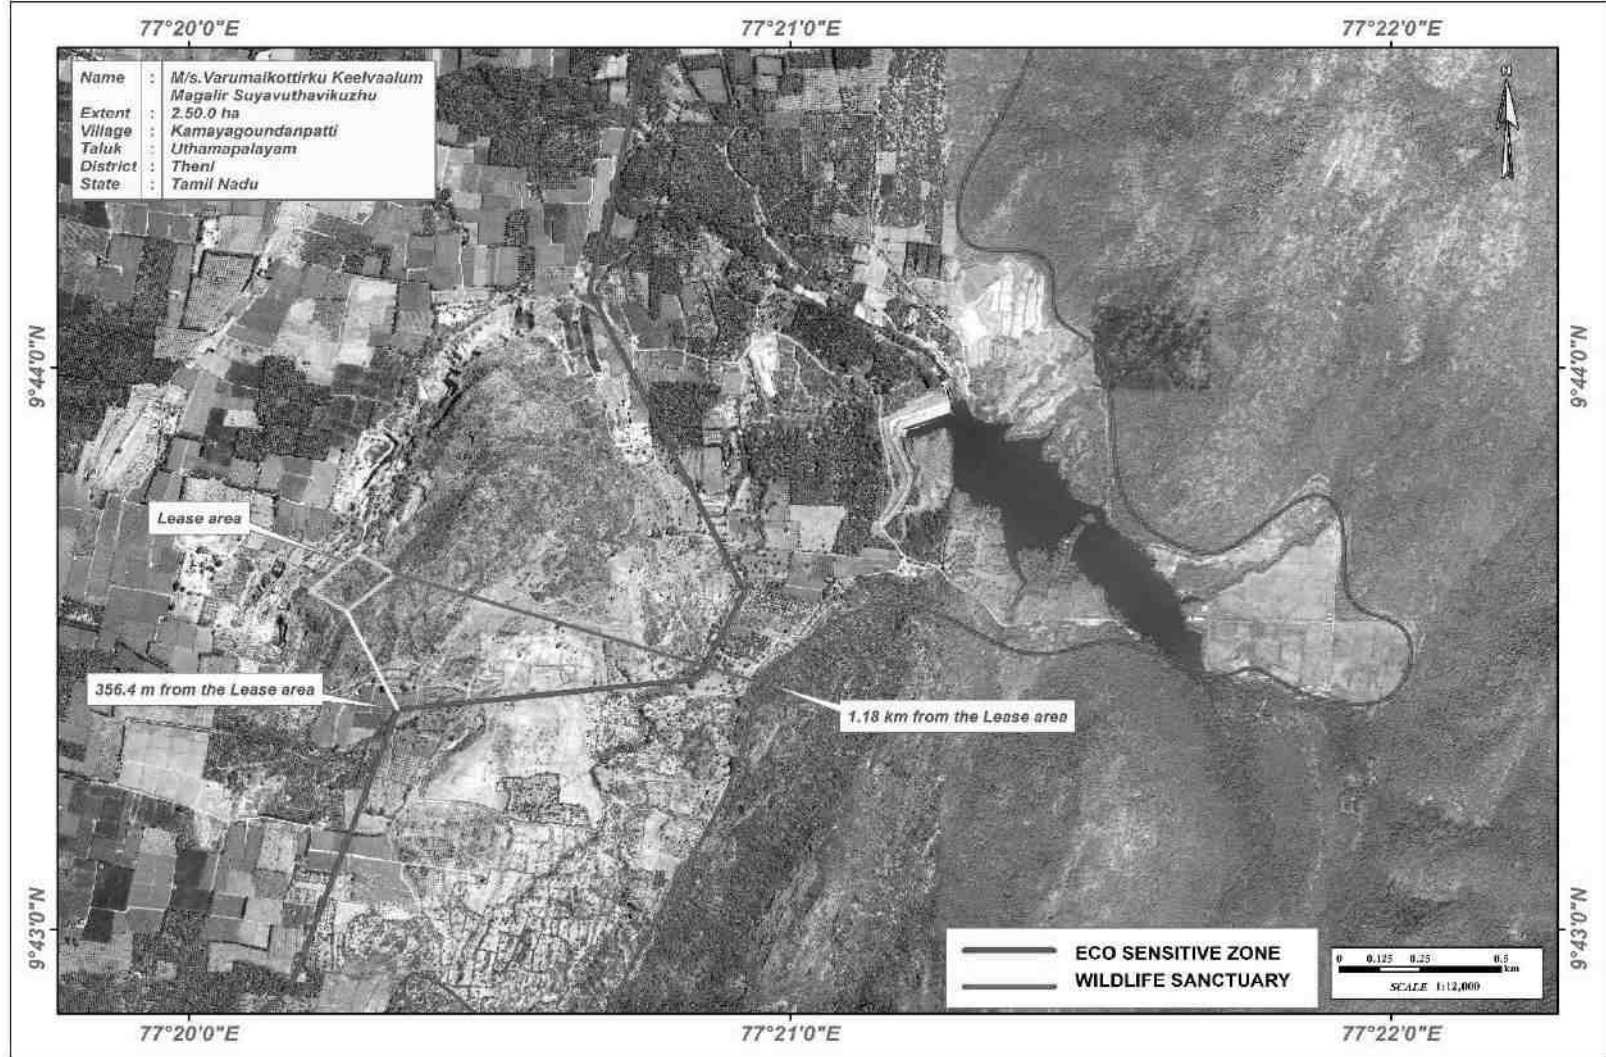 77°20'0"E
77°21'0"E
77°22'0"E
Name : M/s.Varumaikottirku Keelvaalum
Magalir Suyavuthavikuzhu
Extent : 2.50.0 ha
Village : Kamayagoundanpatti
Taluk : Uthamapalayam
District : Theni
State : Tamil Nadu
N
9°44'0"N
9°44'0"N
Lease area
356.4 m from the Lease area
1.18 km from the Lease area
9°43'0"N
9°43'0"N
ECO SENSITIVE ZONE
WILDLIFE SANCTUARY
0 0.125 0.25 0.5
km
SCALE 1:12,000
77°20'0"E
77°21'0"E
77°22'0"E